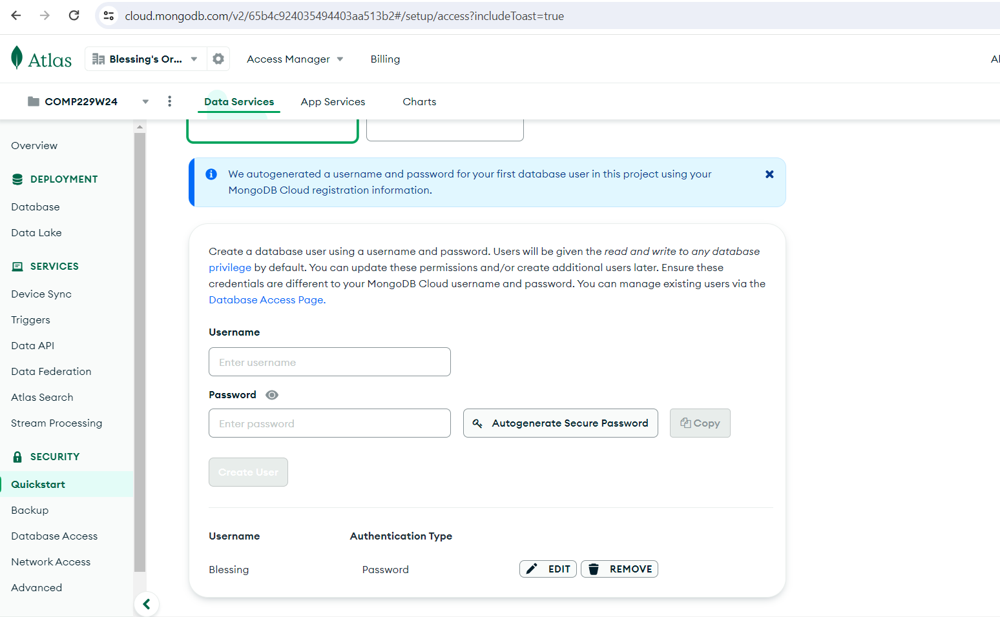 cloud.mongodb.com/v2/65b4c924035494403aa513b2#/setup/access?includeToast=true
Atlas
Blessing's Or...
Access Manager
Billing
Al
COMP229W24
Data Services
App Services
Charts
Overview
DEPLOYMENT
Database
Data Lake
SERVICES
Device Sync
Triggers
Data API
Data Federation
Atlas Search
Stream Processing
SECURITY
Quickstart
Backup
Database Access
Network Access
Advanced
We autogenerated a username and password for your first database user in this project using your
MongoDB Cloud registration information.
Create a database user using a username and password. Users will be given the read and write to any database
privilege by default. You can update these permissions and/or create additional users later. Ensure these
credentials are different to your MongoDB Cloud username and password. You can manage existing users via the
Database Access Page.
Username
Enter username
Password
Enter password
Autogenerate Secure Password
Copy
Create User
Username Authentication Type
Blessing Password EDIT REMOVE